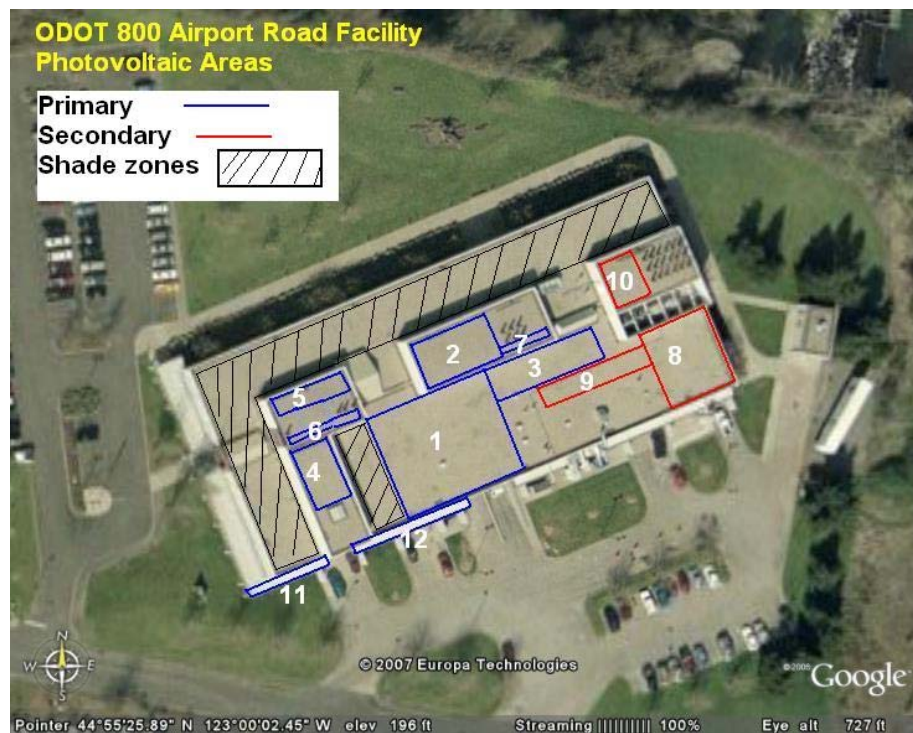 ODOT 800 Airport Road Facility
Photovoltaic Areas
Primary
Secondary
Shade zones
10
7
2
3
8
5
9
6
1
4
12
11
N
W E
S
© 2007 Europa Technologies
©2006 Google
Pointer 44°55'25.89" N 123°00'02.45" W elev 196 ft Streaming 100% Eye alt 727 ft